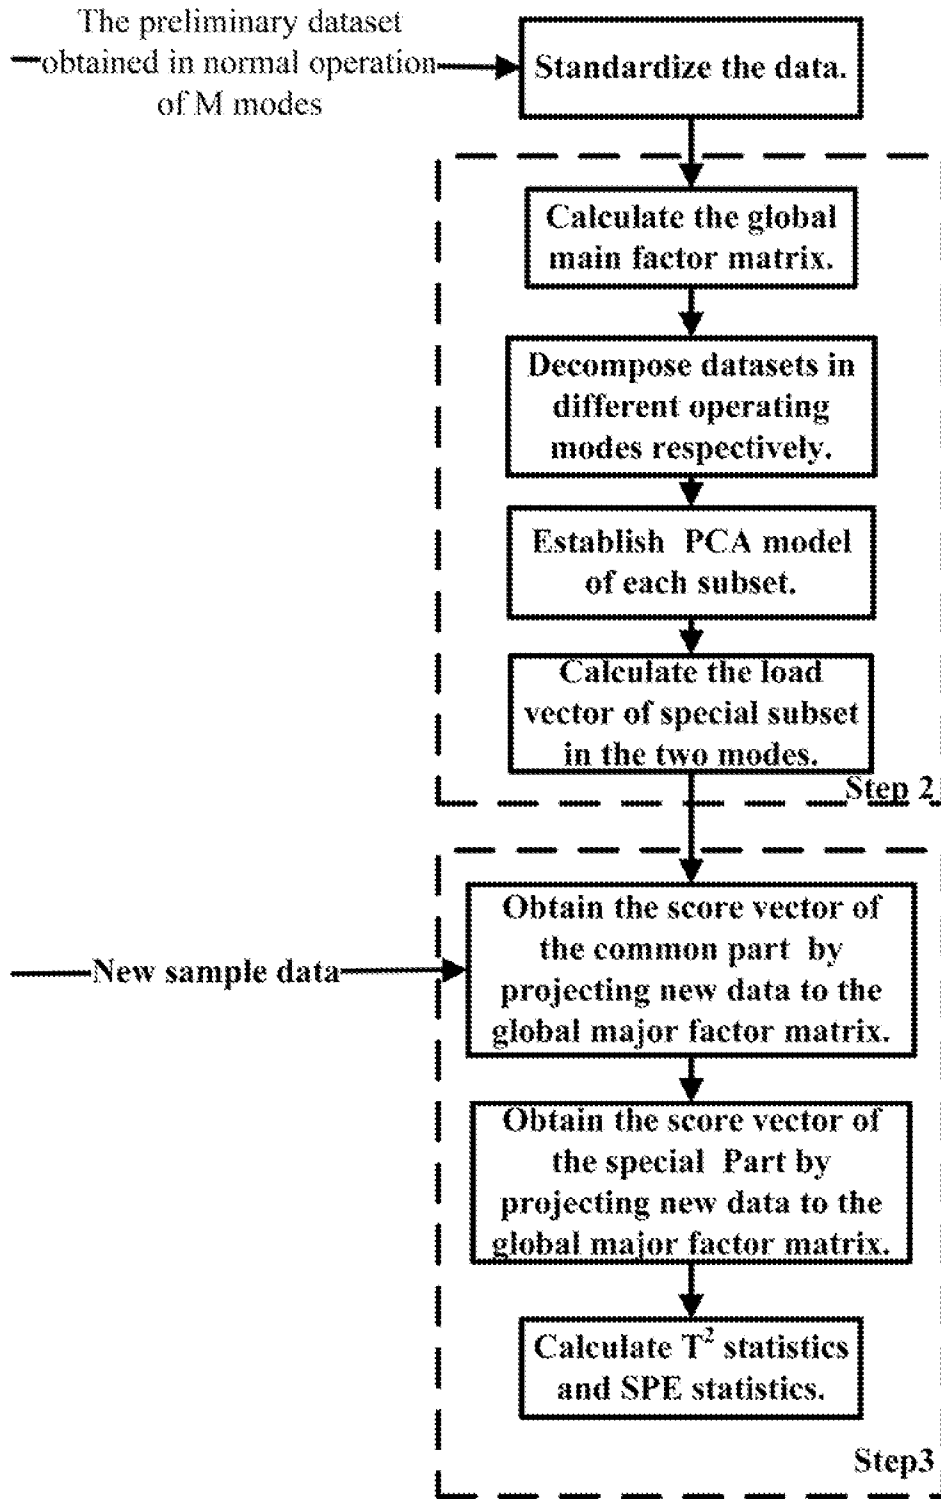 The preliminary dataset
obtained in normal operation
of M modes
Standardize the data.
Calculate the global
main factor matrix.
Decompose datasets in
different operating
modes respectively.
Establish PCA model
of each subset.
Calculate the load
vector of special subset
in the two modes.
Step 2
Obtain the score vector of
the common part by
projecting new data to the
global major factor matrix.
New sample data
Obtain the score vector of
the special Part by
projecting new data to the
global major factor matrix.
Calculate T² statistics
and SPE statistics.
Step3